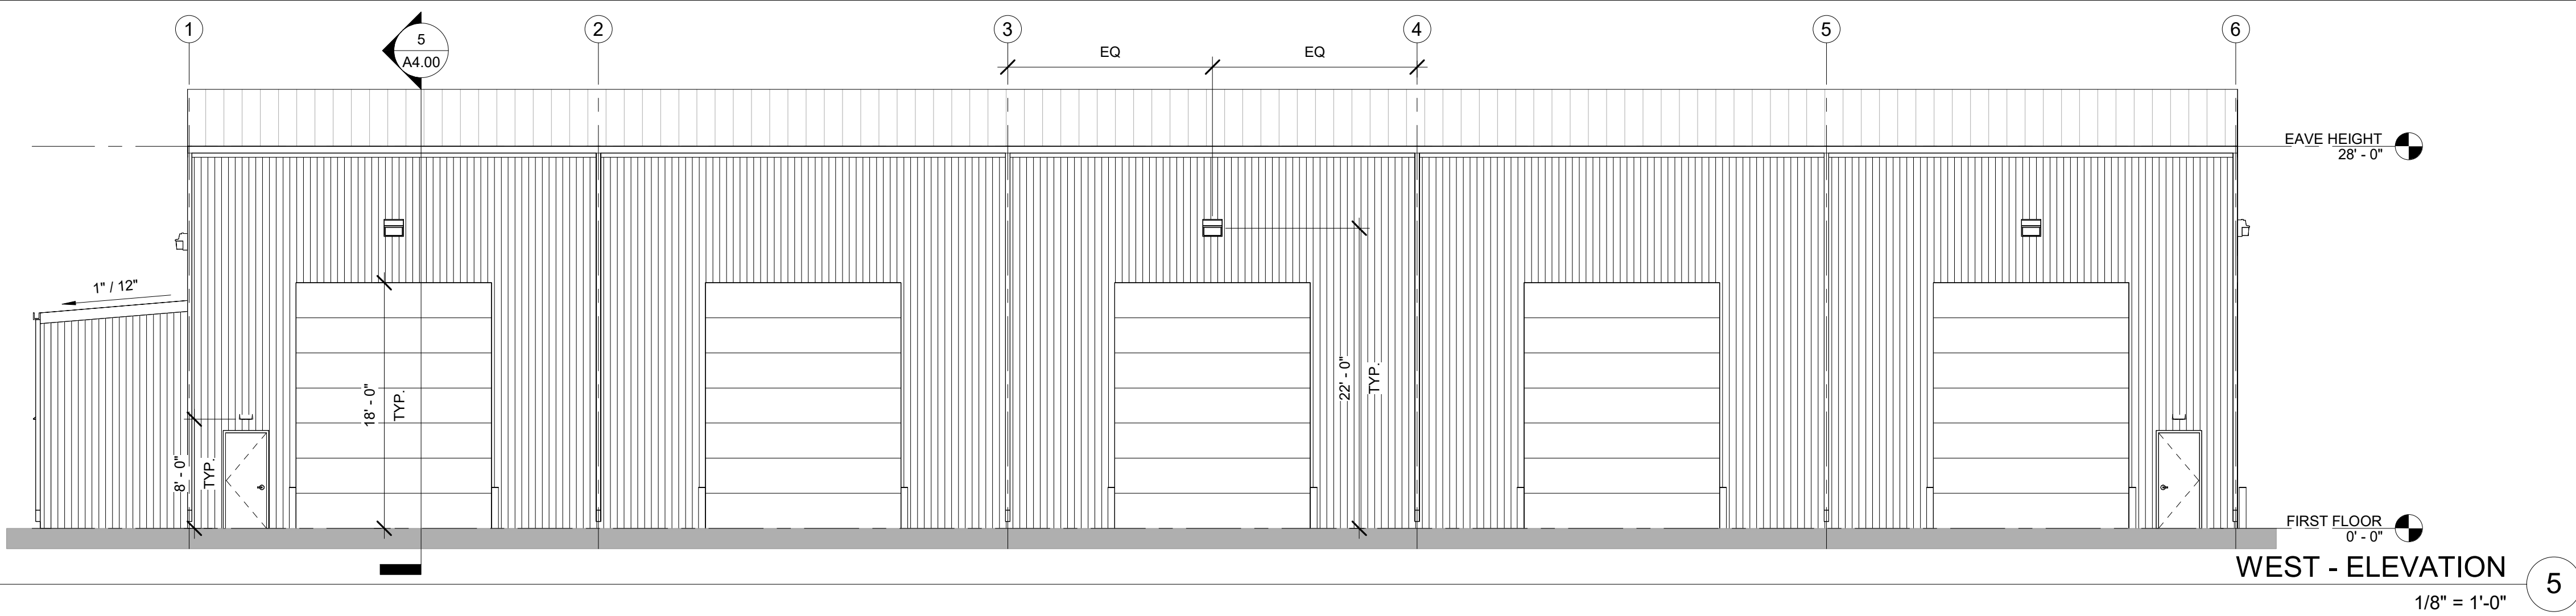 1
5
A4.00
2
3
EQ
EQ
4
5
6
EAVE HEIGHT
28' - 0"
1" / 12"
8' - 0"
TYP.
18' - 0"
TYP.
22' - 0"
TYP.
FIRST FLOOR
0' - 0"
WEST - ELEVATION
5
1/8" = 1'-0"